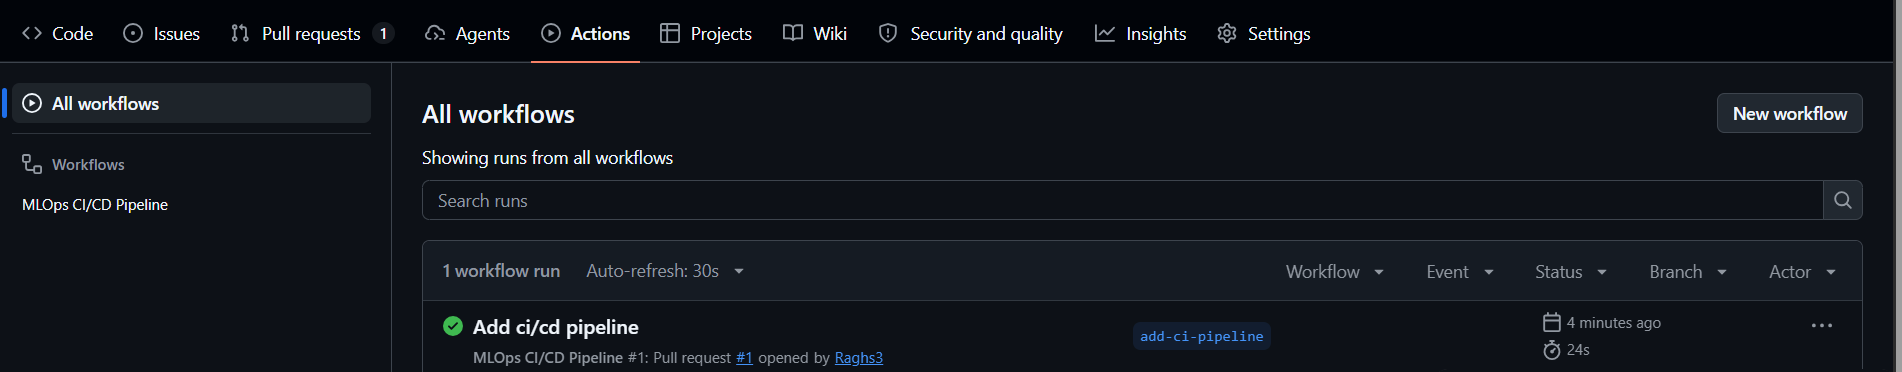 Code Issues Pull requests 1 Agents Actions Projects Wiki Security and quality Insights Settings
All workflows
Workflows
MLOps CI/CD Pipeline
All workflows
New workflow
Showing runs from all workflows
Search runs
1 workflow run Auto-refresh: 30s Workflow Event Status Branch Actor
Add ci/cd pipeline
MLOps CI/CD Pipeline #1: Pull request #1 opened by Raghs3
add-ci-pipeline
4 minutes ago
24s